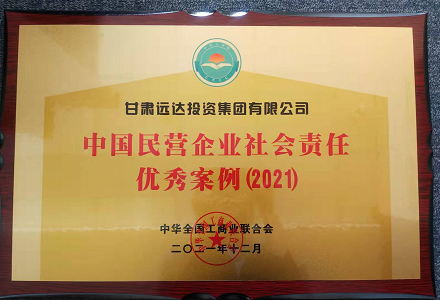 甘肃远达投资集团有限公司
中国民营企业社会责任
优秀案例(2021)
中华全国工商业联合会
二〇二一年十二月